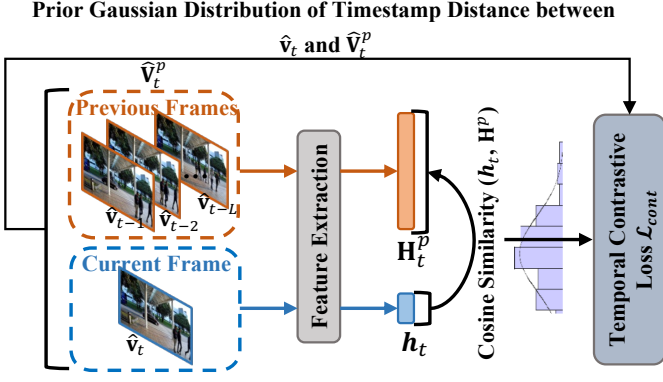 Prior Gaussian Distribution of Timestamp Distance between
v̂ₜ and V̂ₜᵖ
V̂ₜᵖ
Previous Frames
v̂ₜ₋₁
v̂ₜ₋₂
v̂ₜ₋L
Current Frame
v̂ₜ
Feature Extraction
Hₜᵖ
hₜ
Cosine Similarity (hₜ, Hᵖ)
Temporal Contrastive
Loss ℒcont